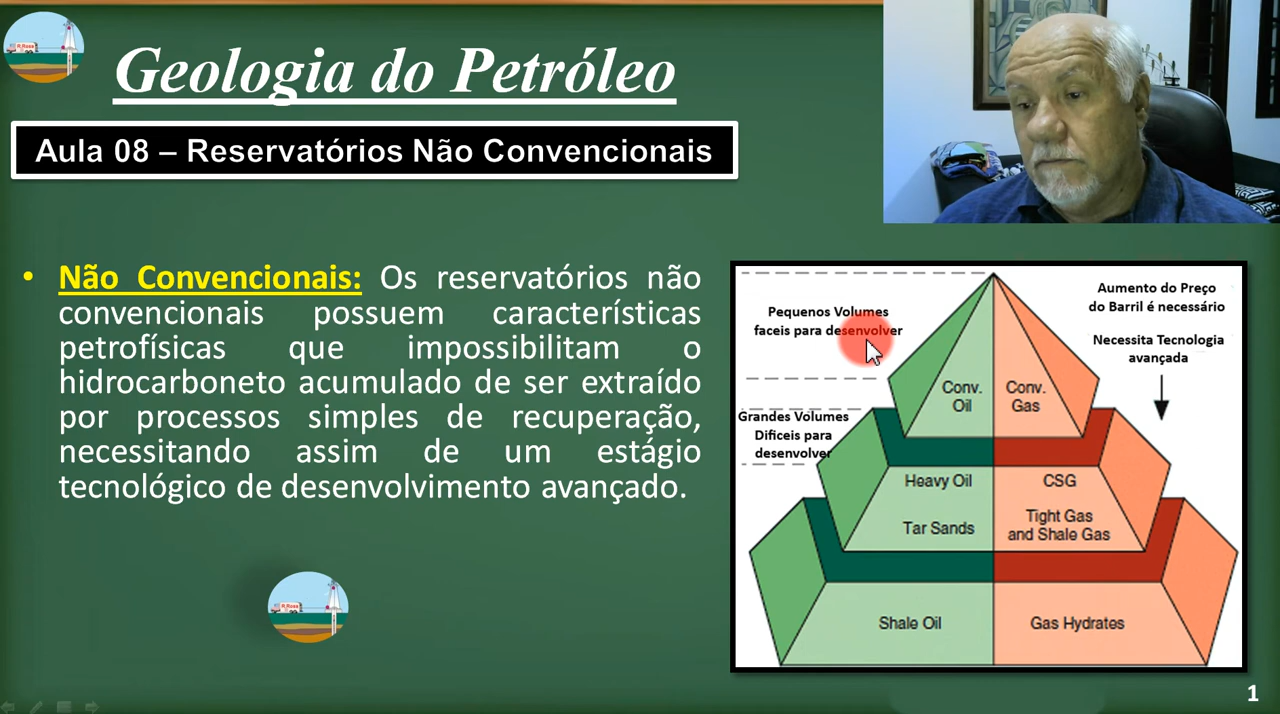 Geologia do Petróleo
Aula 08 – Reservatórios Não Convencionais
• Não Convencionais: Os reservatórios não
convencionais possuem características
petrofísicas que impossibilitam o
hidrocarboneto acumulado de ser extraído
por processos simples de recuperação,
necessitando assim de um estágio
tecnológico de desenvolvimento avançado.
Pequenos Volumes
faceis para desenvolver
Grandes Volumes
Dificeis para
desenvolver
Aumento do Preço
do Barril é necessário
Necessita Tecnologia
avançada
Conv.
Oil
Conv.
Gas
Heavy Oil
Tar Sands
CSG
Tight Gas
and Shale Gas
Shale Oil
Gas Hydrates
1